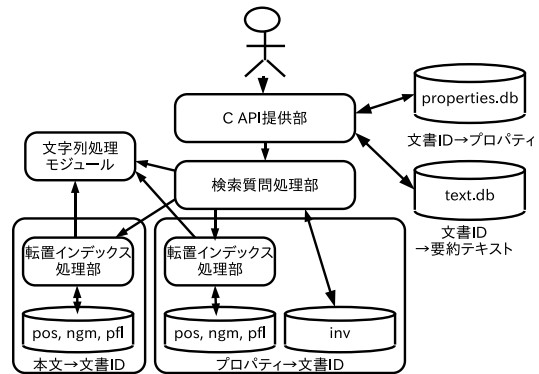 C API提供部
properties.db
文書ID→プロパティ
文字列処理
モジュール
検索質問処理部
text.db
文書ID
→要約テキスト
転置インデックス
処理部
転置インデックス
処理部
pos, ngm, pfl
pos, ngm, pfl
inv
本文→文書ID
プロパティ→文書ID